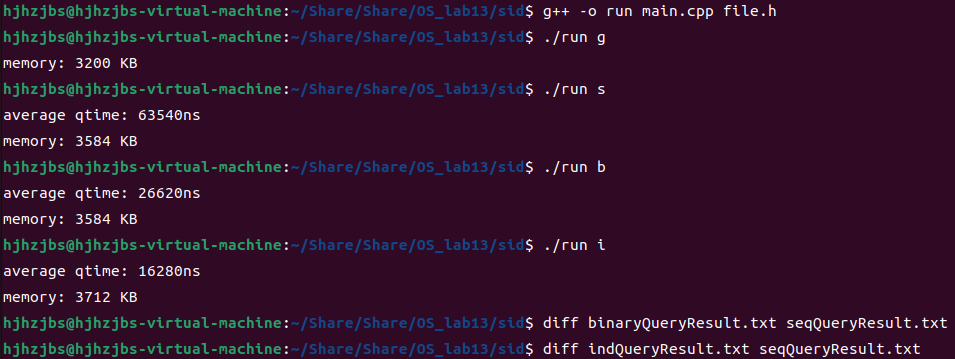 hjhzjbs@hjhzjbs-virtual-machine:~/Share/Share/OS_lab13/sid$ g++ -o run main.cpp file.h
hjhzjbs@hjhzjbs-virtual-machine:~/Share/Share/OS_lab13/sid$ ./run g
memory: 3200 KB
hjhzjbs@hjhzjbs-virtual-machine:~/Share/Share/OS_lab13/sid$ ./run s
average qtime: 63540ns
memory: 3584 KB
hjhzjbs@hjhzjbs-virtual-machine:~/Share/Share/OS_lab13/sid$ ./run b
average qtime: 26620ns
memory: 3584 KB
hjhzjbs@hjhzjbs-virtual-machine:~/Share/Share/OS_lab13/sid$ ./run i
average qtime: 16280ns
memory: 3712 KB
hjhzjbs@hjhzjbs-virtual-machine:~/Share/Share/OS_lab13/sid$ diff binaryQueryResult.txt seqQueryResult.txt
hjhzjbs@hjhzjbs-virtual-machine:~/Share/Share/OS_lab13/sid$ diff indQueryResult.txt seqQueryResult.txt